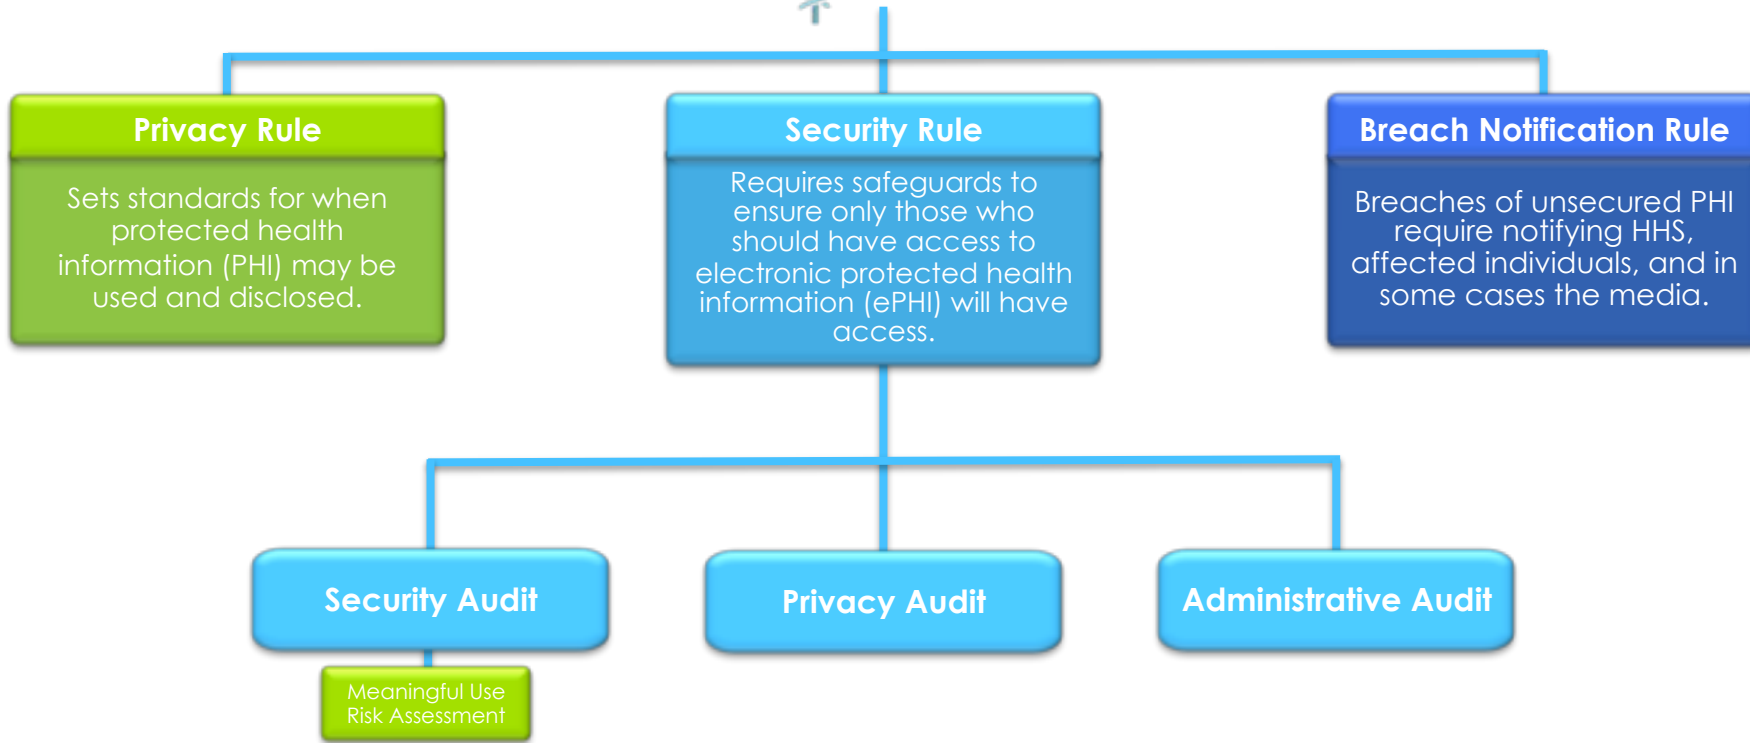 Privacy Rule
Sets standards for when
protected health
information (PHI) may be
used and disclosed.
Security Rule
Requires safeguards to
ensure only those who
should have access to
electronic protected health
information (ePHI) will have
access.
Breach Notification Rule
Breaches of unsecured PHI
require notifying HHS,
affected individuals, and in
some cases the media.
Security Audit
Privacy Audit
Administrative Audit
Meaningful Use
Risk Assessment